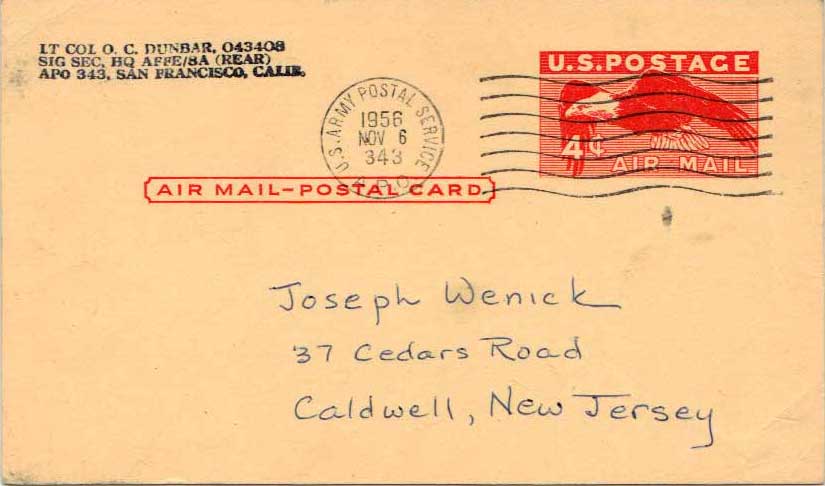 LT COL O. C. DUNBAR, 043408
SIG SEC, HQ AFFE/8A (REAR)
APO 343, SAN FRANCISCO, CALIF.
U.S. ARMY POSTAL SERVICE
1956
NOV 6
343
A.P.O.
U.S. POSTAGE
4¢
AIR MAIL
AIR MAIL-POSTAL CARD
Joseph Wenick
37 Cedars Road
Caldwell, New Jersey